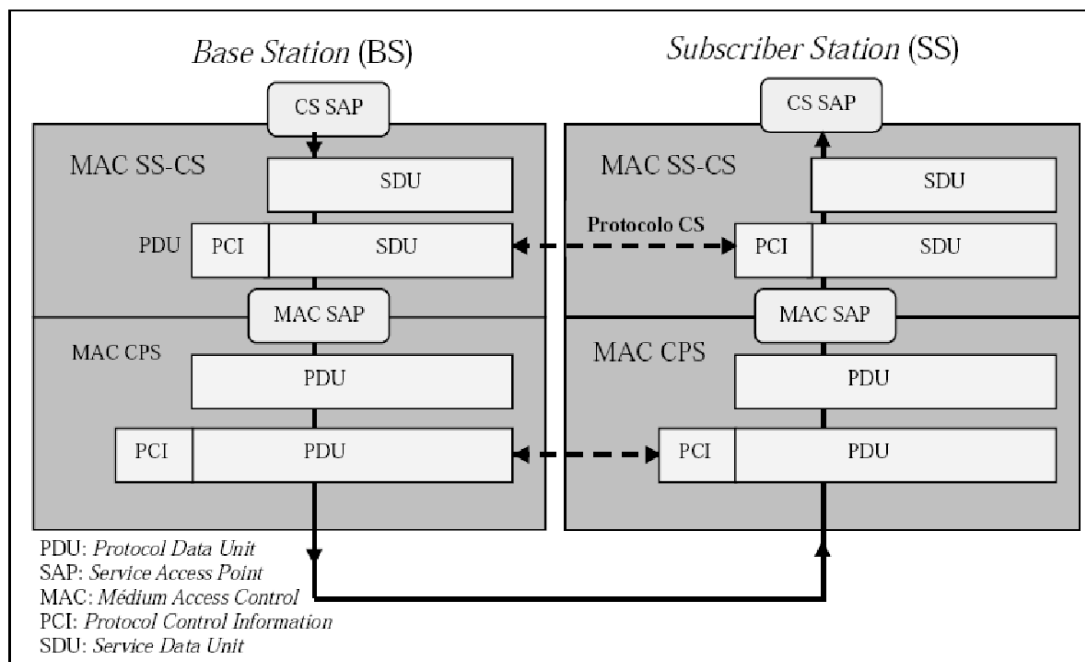 Base Station (BS)
Subscriber Station (SS)
CS SAP
CS SAP
MAC SS-CS
SDU
MAC SS-CS
SDU
PDU
PCI
SDU
Protocolo CS
PCI
SDU
MAC SAP
MAC SAP
MAC CPS
PDU
MAC CPS
PDU
PCI
PDU
PCI
PDU
PDU: Protocol Data Unit
SAP: Service Access Point
MAC: Médium Access Control
PCI: Protocol Control Information
SDU: Service Data Unit